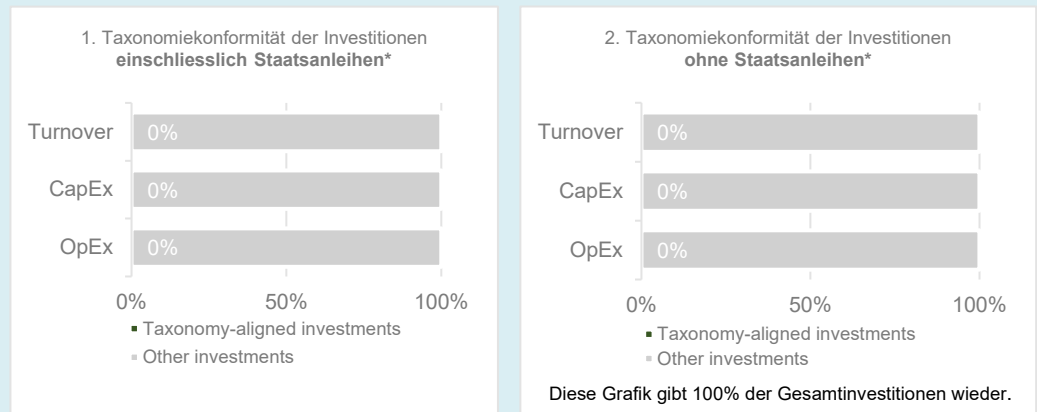 1. Taxonomiekonformität der Investitionen
einschliesslich Staatsanleihen*
Turnover 0%
CapEx 0%
OpEx 0%
0% 50% 100%
Taxonomy-aligned investments
Other investments
2. Taxonomiekonformität der Investitionen
ohne Staatsanleihen*
Turnover 0%
CapEx 0%
OpEx 0%
0% 50% 100%
Taxonomy-aligned investments
Other investments
Diese Grafik gibt 100% der Gesamtinvestitionen wieder.